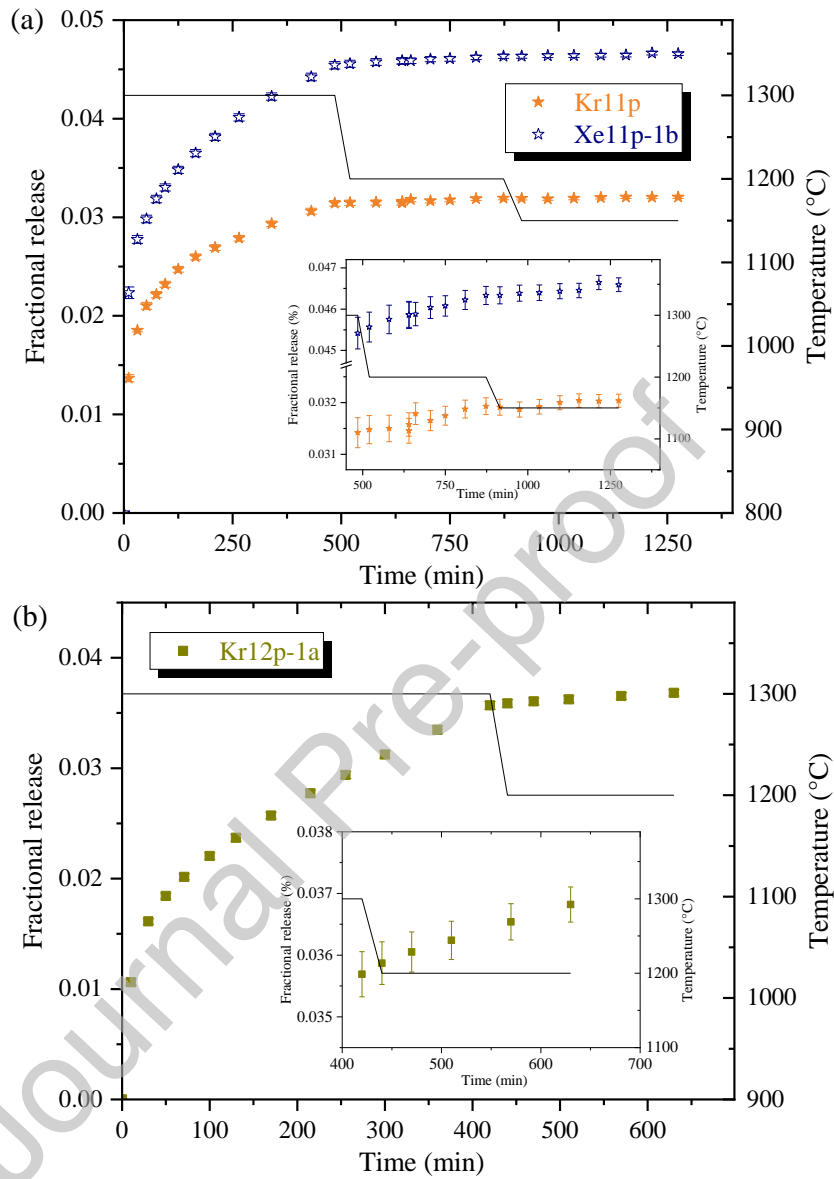 (a)
0.05
0.04
0.03
0.02
0.01
0.00
Fractional release
1300
1200
1100
1000
900
800
Temperature (°C)
Kr11p
Xe11p-1b
0.047
0.046
0.045
0.032
0.031
Fractional release (%)
1300
1200
1100
Temperature (°C)
500 750 1000 1250
Time (min)
0 250 500 750 1000 1250
Time (min)
(b)
Kr12p-1a
0.04
0.03
0.02
0.01
0.00
Fractional release
1300
1200
1100
1000
900
Temperature (°C)
0.038
0.037
0.036
0.035
Fractional release (%)
1300
1200
1100
Temperature (°C)
400 500 600 700
Time (min)
0 100 200 300 400 500 600
Time (min)
Journal Pre-proof